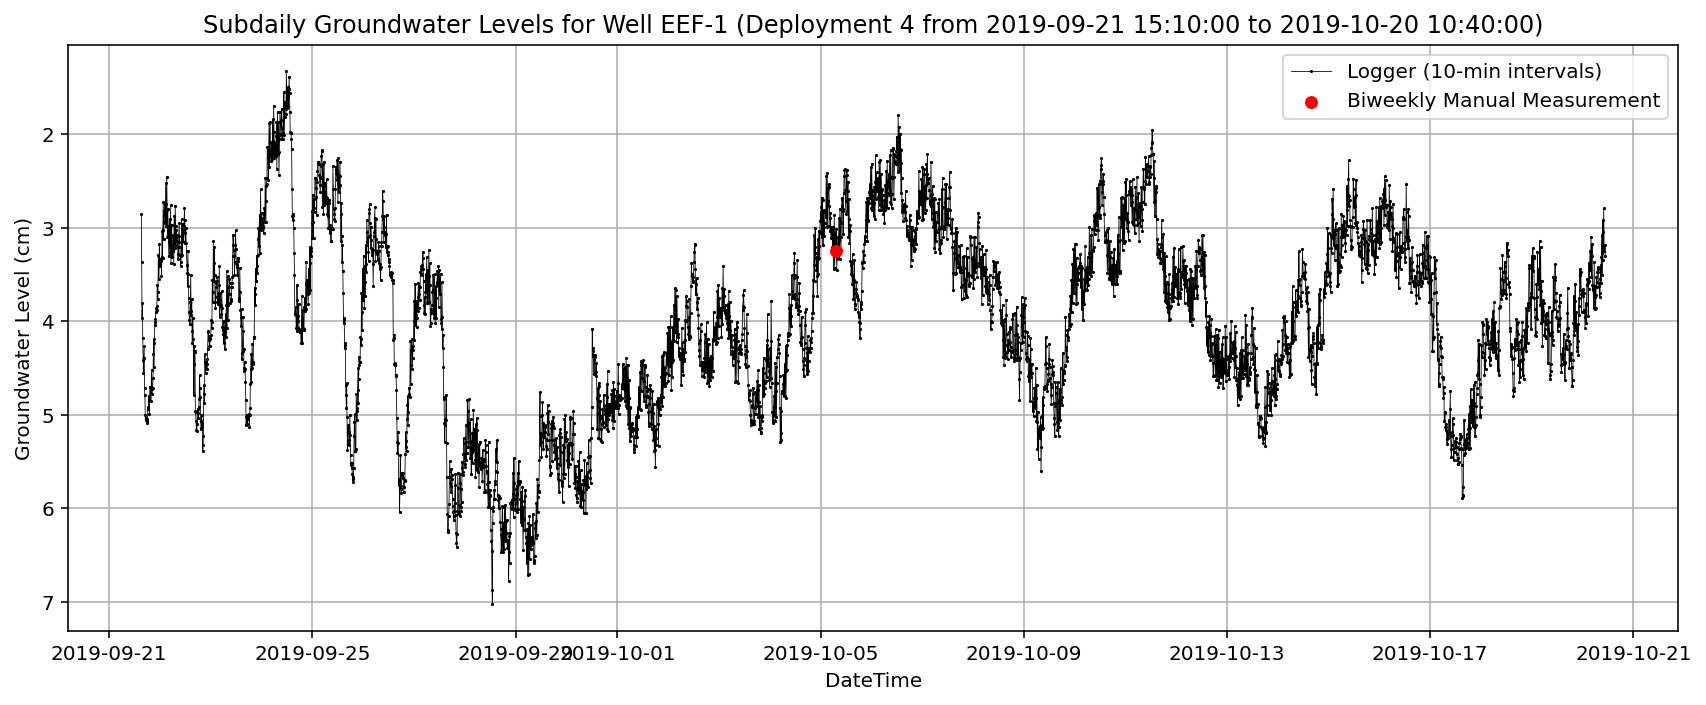 Subdaily Groundwater Levels for Well EEF-1 (Deployment 4 from 2019-09-21 15:10:00 to 2019-10-20 10:40:00)
Logger (10-min intervals)
Biweekly Manual Measurement
Groundwater Level (cm)
2
3
4
5
6
7
2019-09-21 2019-09-25 2019-09-29 2019-10-01 2019-10-05 2019-10-09 2019-10-13 2019-10-17 2019-10-21
DateTime